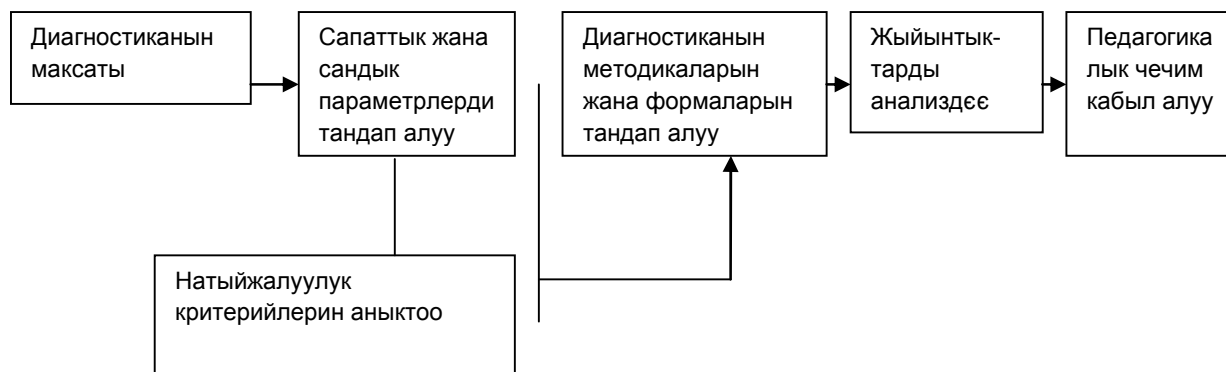 Диагностиканын
максаты
Сапаттык жана
сандык
параметрлерди
тандап алуу
Диагностиканын
методикаларын
жана формаларын
тандап алуу
Жыйынтык-
тарды
анализдєє
Педагогика
лык чечим
кабыл алуу
Натыйжалуулук
критерийлерин аныктоо